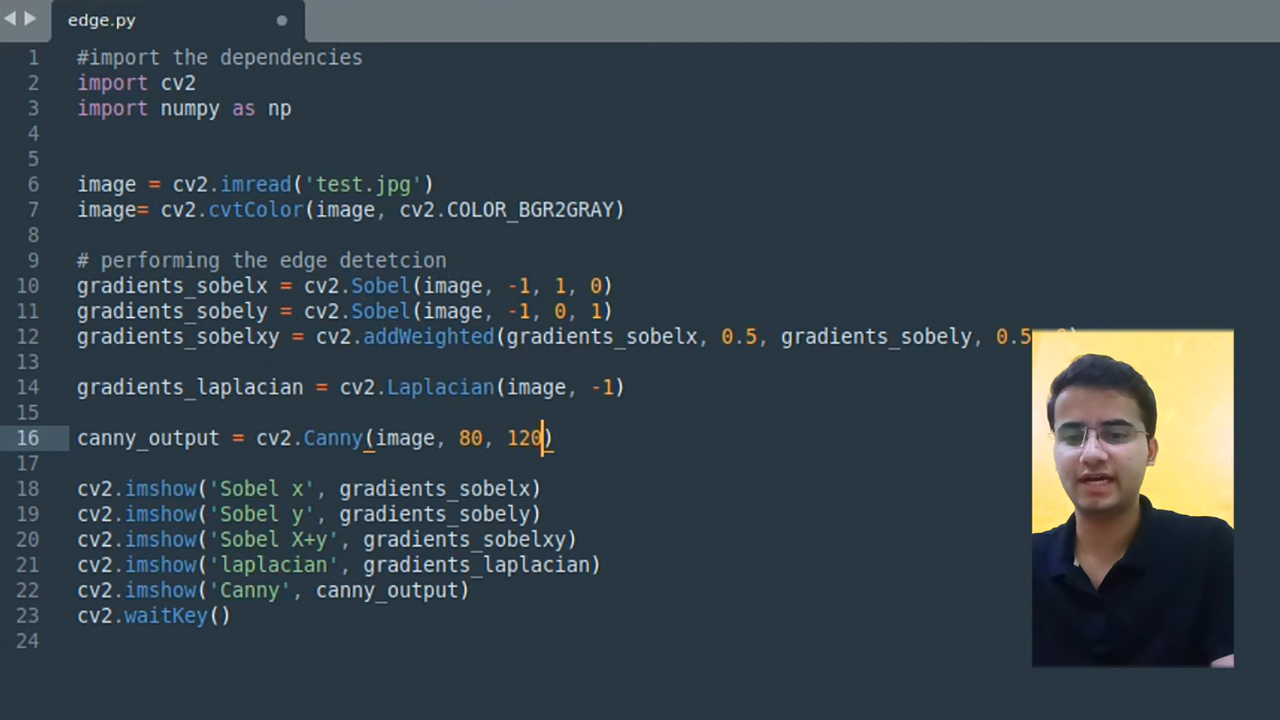 edge.py
1 #import the dependencies
2 import cv2
3 import numpy as np
4
5
6 image = cv2.imread('test.jpg')
7 image= cv2.cvtColor(image, cv2.COLOR_BGR2GRAY)
8
9 # performing the edge detetcion
10 gradients_sobelx = cv2.Sobel(image, -1, 1, 0)
11 gradients_sobely = cv2.Sobel(image, -1, 0, 1)
12 gradients_sobelxy = cv2.addWeighted(gradients_sobelx, 0.5, gradients_sobely, 0.5
13
14 gradients_laplacian = cv2.Laplacian(image, -1)
15
16 canny_output = cv2.Canny(image, 80, 120)
17
18 cv2.imshow('Sobel x', gradients_sobelx)
19 cv2.imshow('Sobel y', gradients_sobely)
20 cv2.imshow('Sobel X+y', gradients_sobelxy)
21 cv2.imshow('laplacian', gradients_laplacian)
22 cv2.imshow('Canny', canny_output)
23 cv2.waitKey()
24